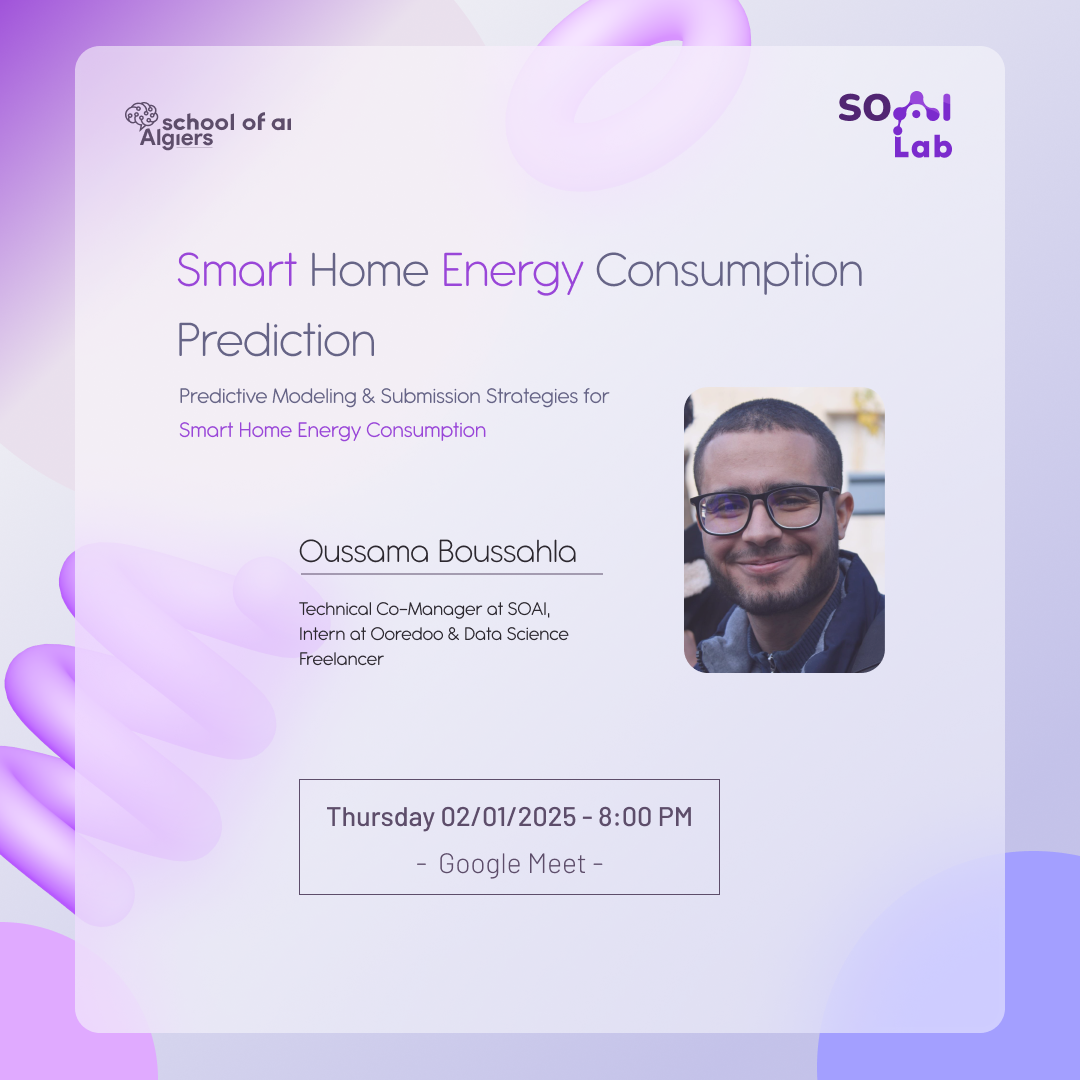 school of ai
Algiers
SOAI
Lab
Smart Home Energy Consumption
Prediction
Predictive Modeling & Submission Strategies for
Smart Home Energy Consumption
Oussama Boussahla
Technical Co-Manager at SOAI,
Intern at Ooredoo & Data Science
Freelancer
Thursday 02/01/2025 - 8:00 PM
- Google Meet -